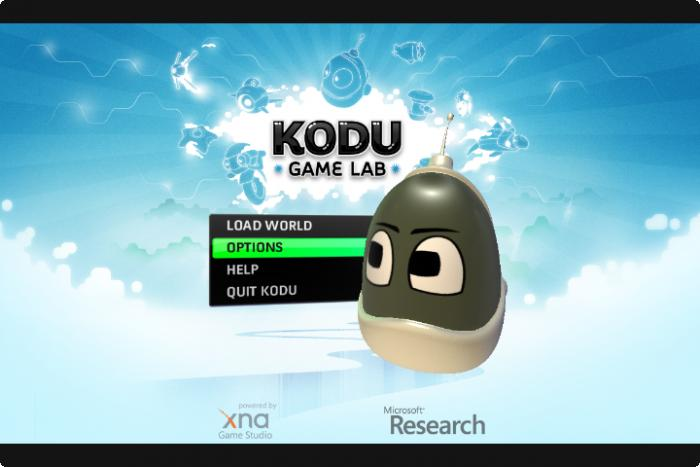 KODU
GAME LAB
LOAD WORLD
OPTIONS
HELP
QUIT KODU
powered by
xna
Game Studio
Microsoft®
Research